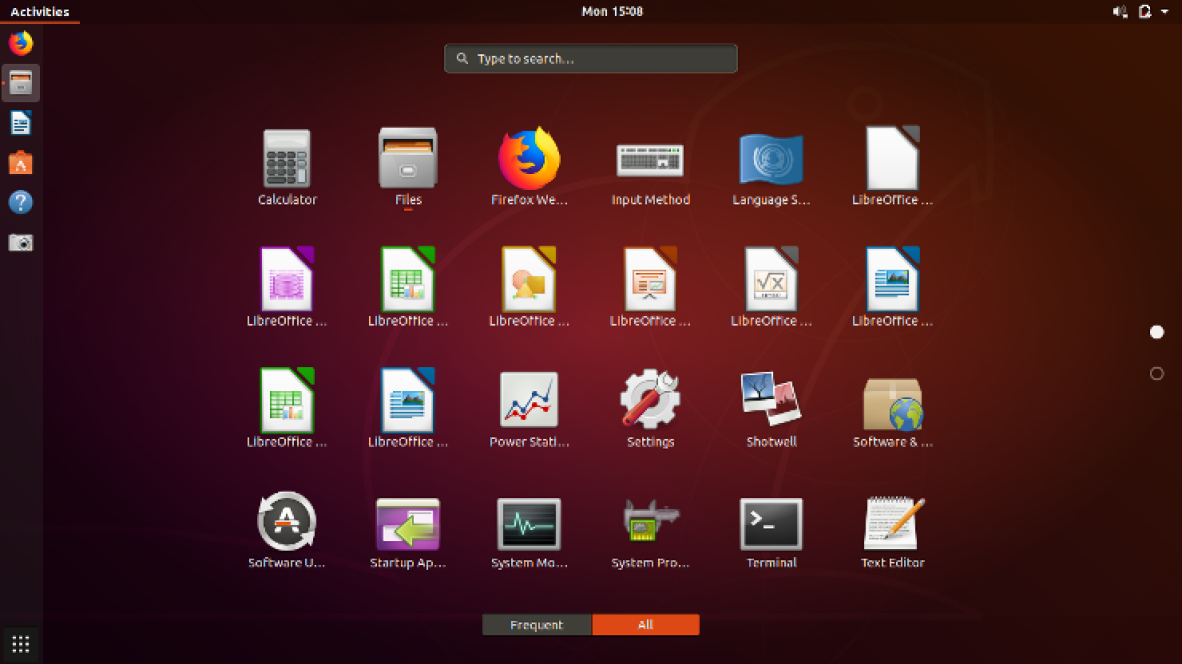 Activities
Mon 15:08
Type to search...
Calculator
Files
Firefox We...
Input Method
Language S...
LibreOffice ...
LibreOffice ...
LibreOffice ...
LibreOffice ...
LibreOffice ...
LibreOffice ...
LibreOffice ...
LibreOffice ...
LibreOffice ...
Power Stati...
Settings
Shotwell
Software & ...
Software U...
Startup Ap...
System Mo...
System Pro...
Terminal
Text Editor
Frequent
All